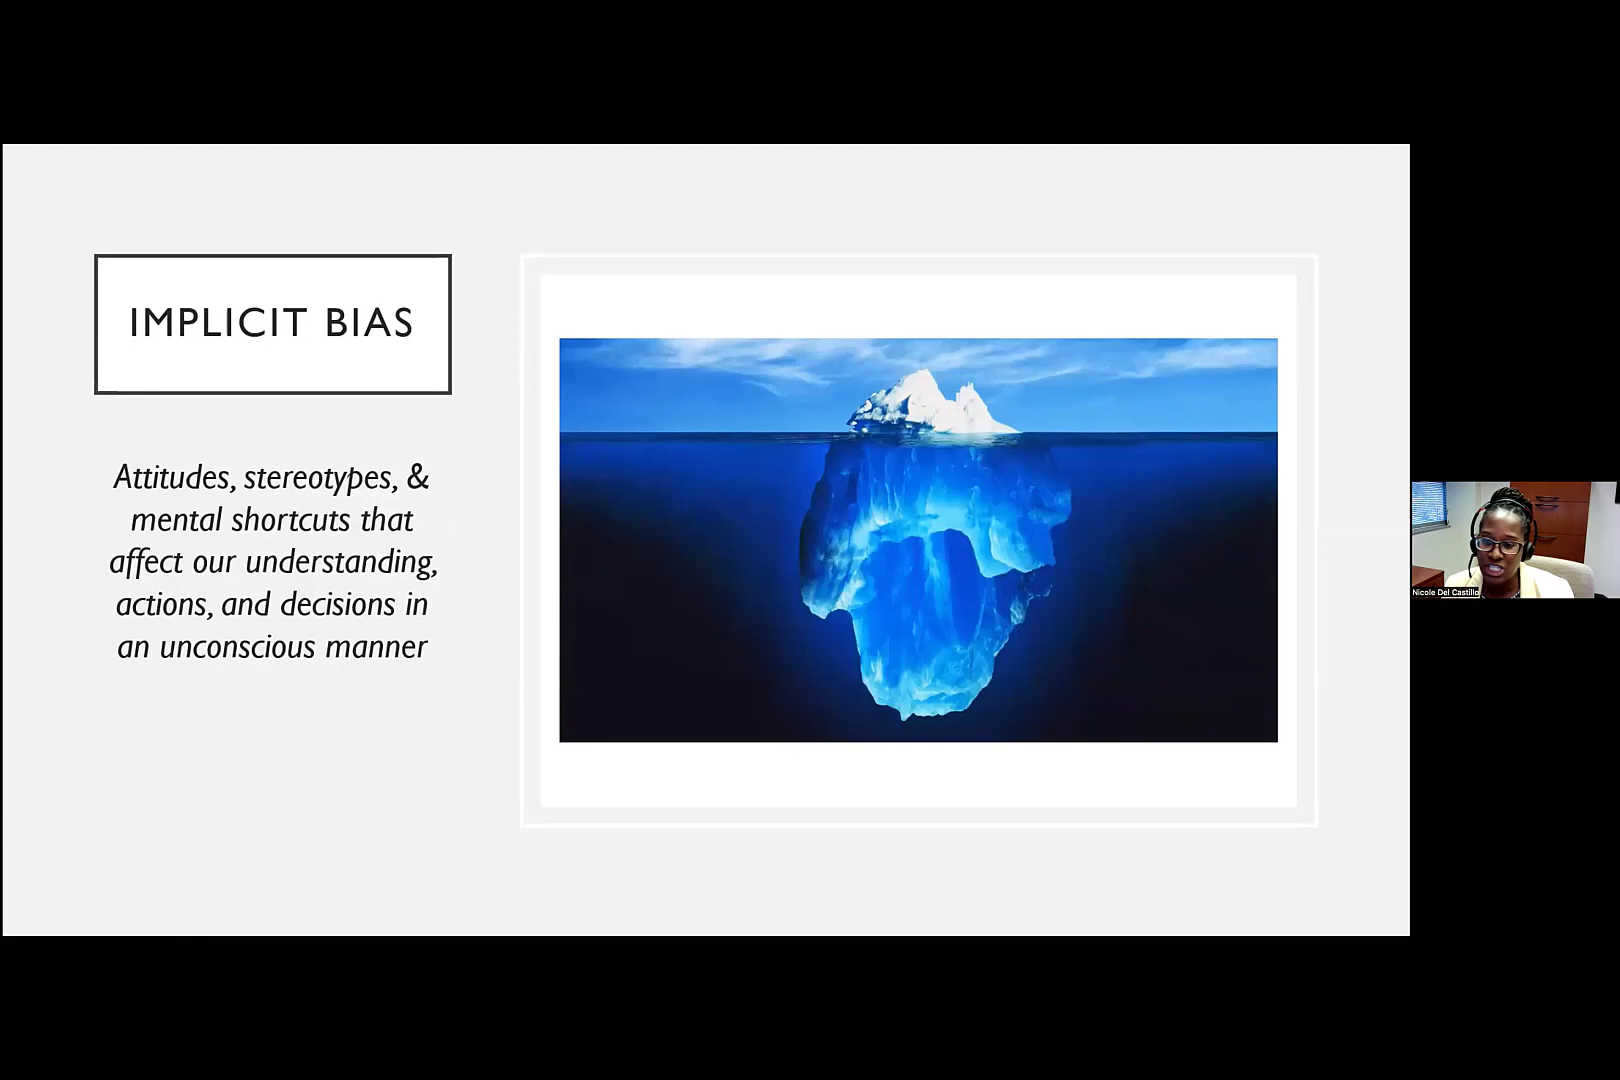 IMPLICIT BIAS
Attitudes, stereotypes, &
mental shortcuts that
affect our understanding,
actions, and decisions in
an unconscious manner
Nicole Del Castillo